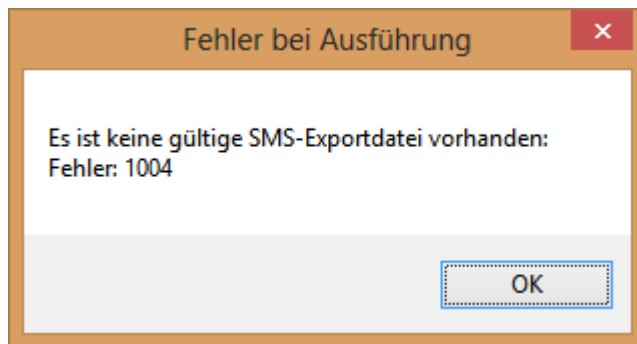 Fehler bei Ausführung
Es ist keine gültige SMS-Exportdatei vorhanden:
Fehler: 1004
OK